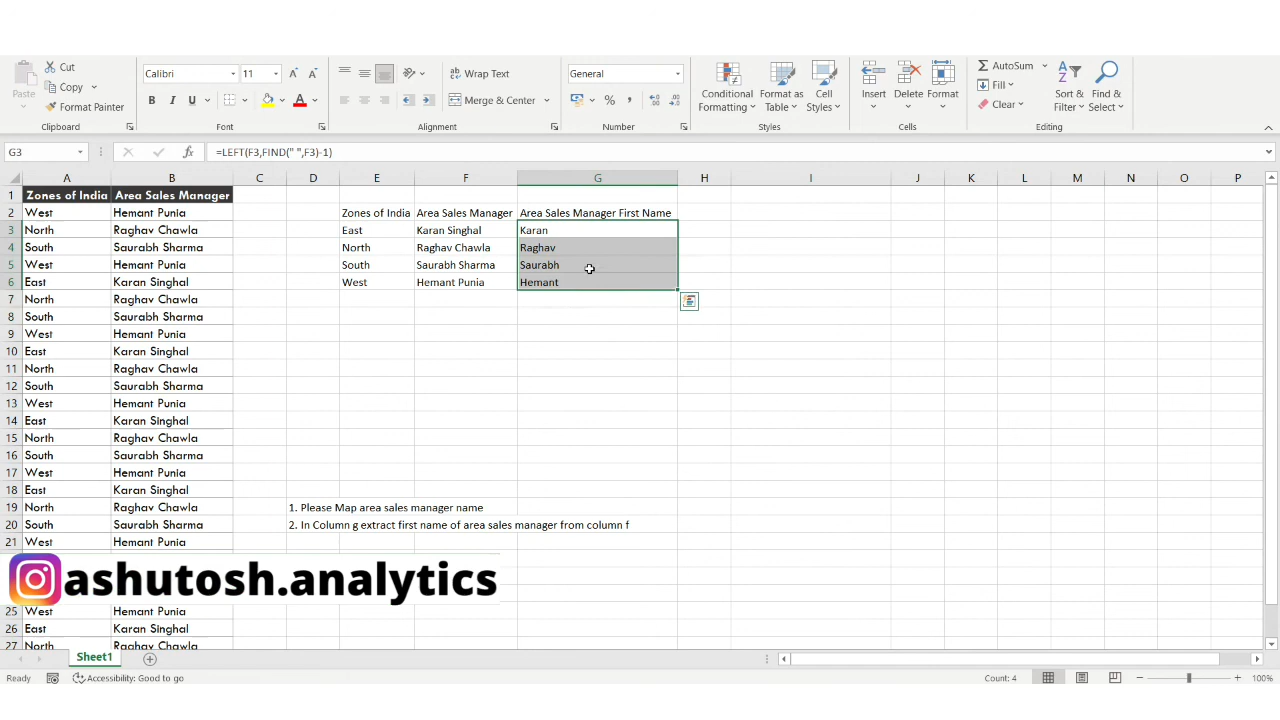 Cut
Copy
Format Painter
Paste
Clipboard
Calibri 11
B I U
Font
Wrap Text
Merge & Center
Alignment
General
Number
Conditional Formatting
Format as Table
Cell Styles
Styles
Insert Delete Format
Cells
AutoSum
Fill
Clear
Sort & Filter
Find & Select
Editing
G3 fx =LEFT(F3,FIND(" ",F3)-1)
A B C D E F G H I J K L M N O P
1 Zones of India Area Sales Manager
2 West Hemant Punia Zones of India Area Sales Manager Area Sales Manager First Name
3 North Raghav Chawla East Karan Singhal Karan
4 South Saurabh Sharma North Raghav Chawla Raghav
5 West Hemant Punia South Saurabh Sharma Saurabh
6 East Karan Singhal West Hemant Punia Hemant
7 North Raghav Chawla
8 South Saurabh Sharma
9 West Hemant Punia
10 East Karan Singhal
11 North Raghav Chawla
12 South Saurabh Sharma
13 West Hemant Punia
14 East Karan Singhal
15 North Raghav Chawla
16 South Saurabh Sharma
17 West Hemant Punia
18 East Karan Singhal
19 North Raghav Chawla 1. Please Map area sales manager name
20 South Saurabh Sharma 2. In Column g extract first name of area sales manager from column f
21 West Hemant Punia
ashutosh.analytics
25 West Hemant Punia
26 East Karan Singhal
27 North Raghav Chawla
Sheet1
Ready Accessibility: Good to go Count: 4 100%